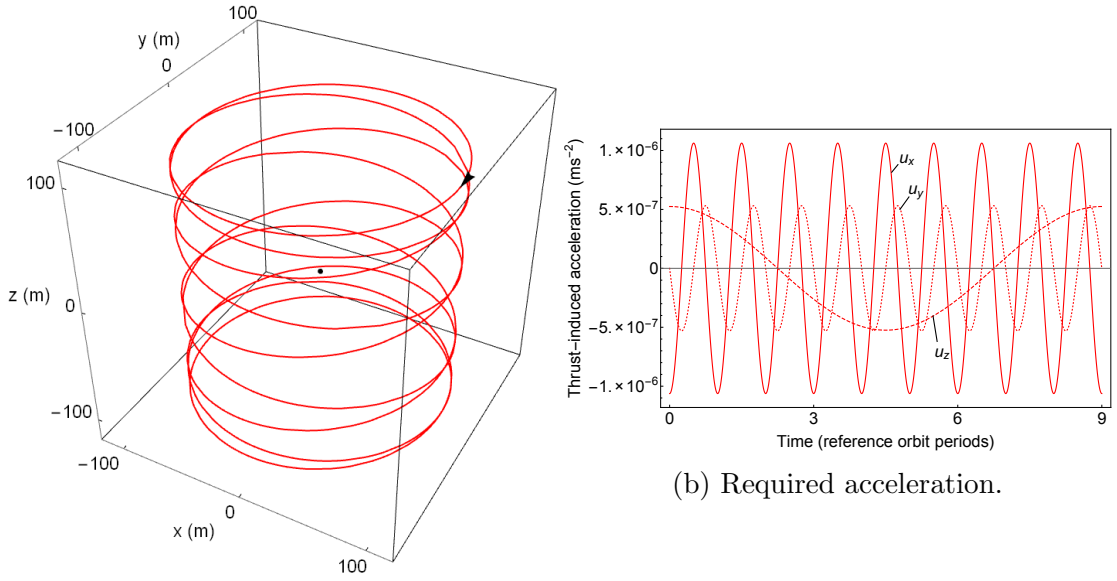 100
y (m)
0
−100
100
z (m)
0
−100
−100
x (m)
0
100
Thrust−induced acceleration (ms⁻²)
1.×10⁻⁶
5.×10⁻⁷
0
−5.×10⁻⁷
−1.×10⁻⁶
uₓ
u_y
u_z
0 3 6 9
Time (reference orbit periods)
(b) Required acceleration.